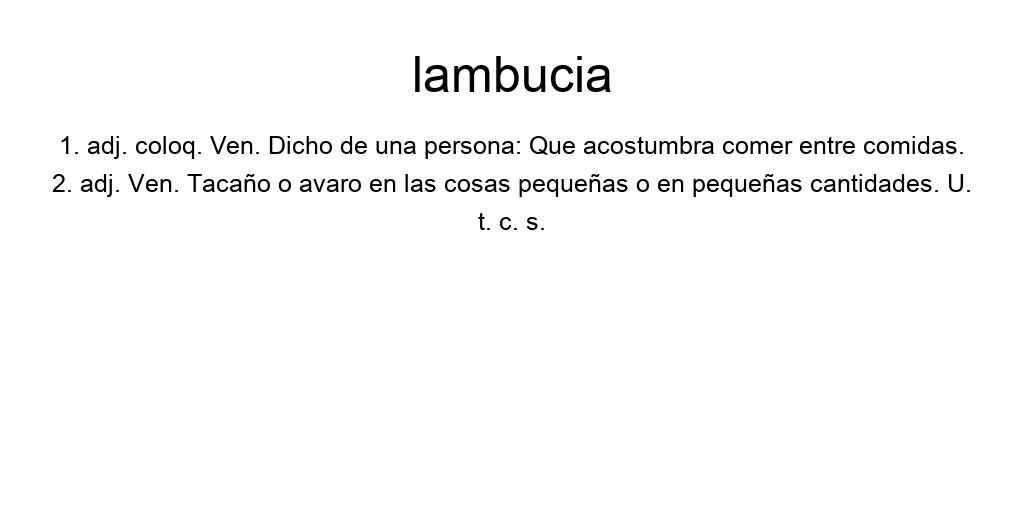 lambucia
1. adj. coloq. Ven. Dicho de una persona: Que acostumbra comer entre comidas.
2. adj. Ven. Tacaño o avaro en las cosas pequeñas o en pequeñas cantidades. U.
t. c. s.